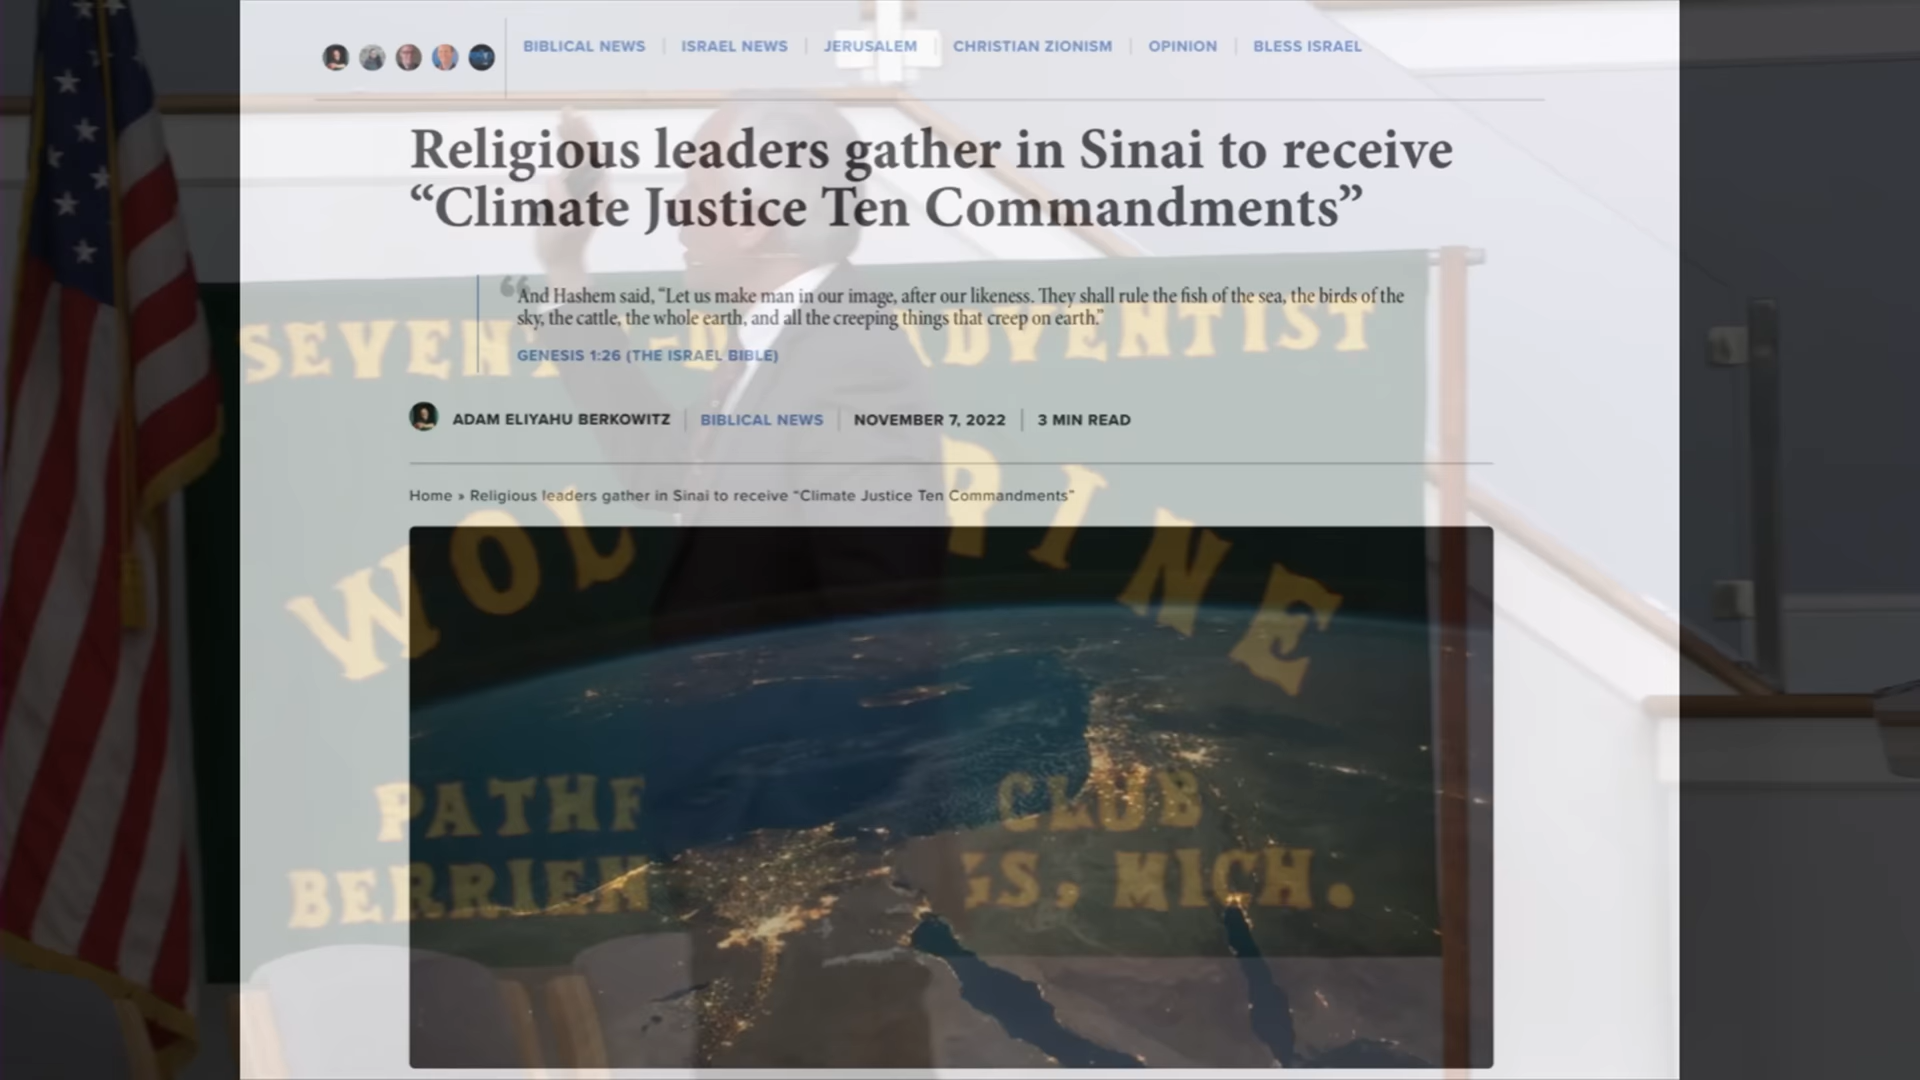 BIBLICAL NEWS ISRAEL NEWS JERUSALEM CHRISTIAN ZIONISM OPINION BLESS ISRAEL
Religious leaders gather in Sinai to receive
“Climate Justice Ten Commandments”
“And Hashem said, “Let us make man in our image, after our likeness. They shall rule the fish of the sea, the birds of the
sky, the cattle, the whole earth, and all the creeping things that creep on earth.”
GENESIS 1:26 (THE ISRAEL BIBLE)
ADAM ELIYAHU BERKOWITZ BIBLICAL NEWS NOVEMBER 7, 2022 3 MIN READ
Home » Religious leaders gather in Sinai to receive “Climate Justice Ten Commandments”
SEVENT -D ADVENTIST
WOL PINE
PATHF CLUB
BERRIEN GS, MICH.